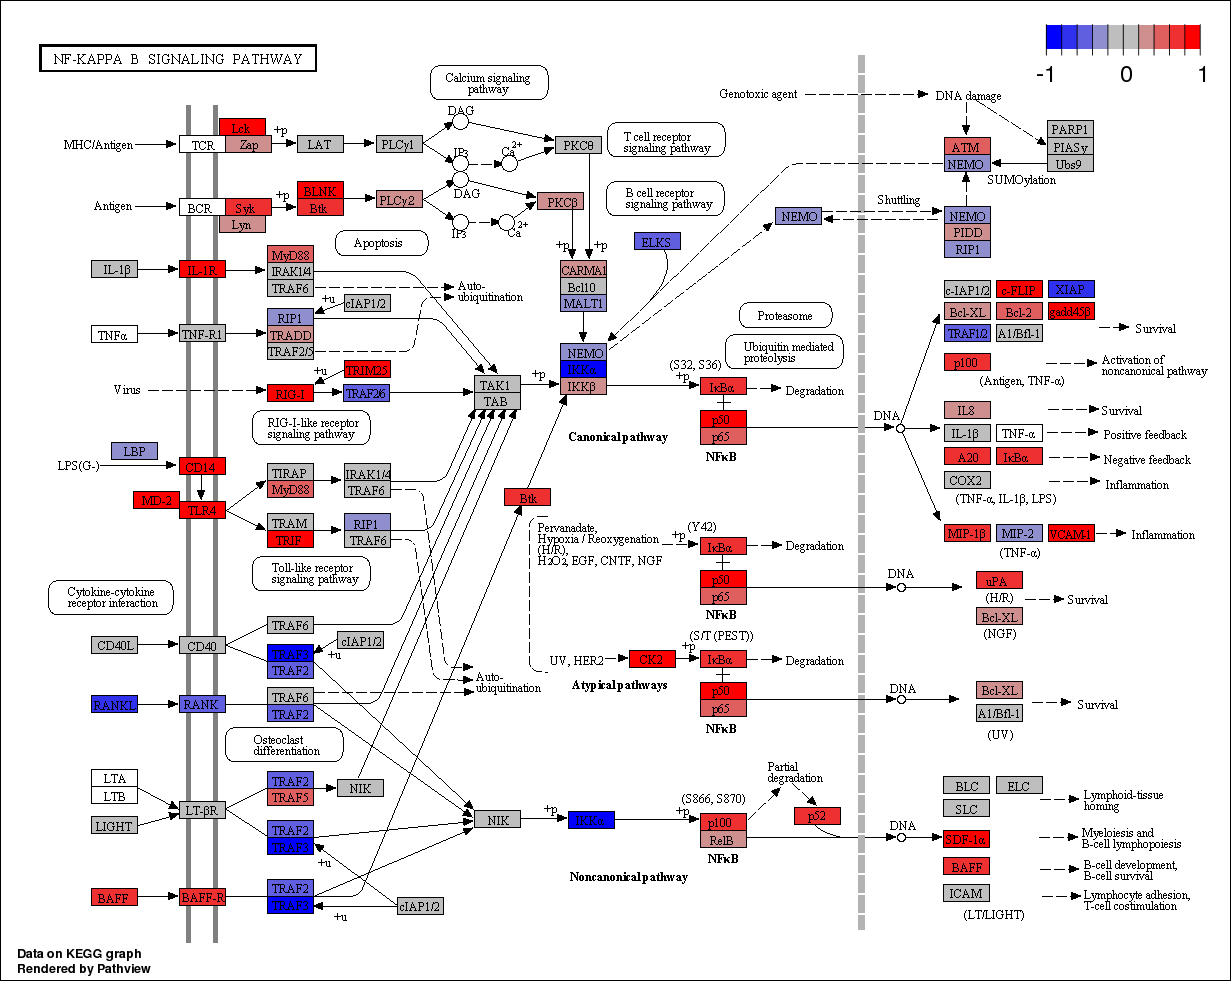 NF-KAPPA B SIGNALING PATHWAY
-1 0 1
Calcium signaling
pathway
Genotoxic agent
DNA damage
MHC/Antigen
TCR
Lck
Zap
+p
LAT
PLCγ1
DAG
IP3
Ca2+
PKCθ
T cell receptor
signaling pathway
ATM
NEMO
PARP1
PIASy
Ubs9
SUMOylation
Antigen
BCR
Syk
Lyn
+p
BLNK
Btk
PLCγ2
DAG
IP3
Ca2+
PKCβ
B cell receptor
signaling pathway
NEMO
Shuttling
NEMO
PIDD
RIP1
Apoptosis
+p
+p
ELKS
IL-1β
IL-1R
MyD88
IRAK1/4
TRAF6
Auto-
ubiquitination
CARMA1
Bcl10
MALT1
+u
cIAP1/2
TNFα
TNF-R1
RIP1
TRADD
TRAF2/5
Proteasome
Ubiquitin mediated
proteolysis
c-IAP1/2
c-FLIP
XIAP
Bcl-XL
Bcl-2
gadd45β
TRAF1/2
A1/Bfl-1
Survival
p100
Activation of
noncanonical pathway
(Antigen, TNF-α)
Virus
+u
TRIM25
RIG-I
TRAF2/6
TAK1
TAB
+p
NEMO
IKKα
IKKβ
(S32, S36)
+p
IκBα
Degradation
p50
p65
NFκB
Canonical pathway
RIG-I-like receptor
signaling pathway
DNA
IL8
Survival
IL-1β
TNF-α
Positive feedback
A20
IκBα
Negative feedback
COX2
Inflammation
(TNF-α, IL-1β, LPS)
LBP
LPS(G-)
CD14
MD-2
TLR4
TIRAP
MyD88
IRAK1/4
TRAF6
TRAM
TRIF
RIP1
TRAF6
Toll-like receptor
signaling pathway
Btk
Pervanadate,
Hypoxia / Reoxygenation
(H/R),
H2O2, EGF, CNTF, NGF
(Y42)
+p
IκBα
Degradation
p50
p65
NFκB
MIP-1β
MIP-2
VCAM-1
Inflammation
(TNF-α)
DNA
uPA
(H/R)
Survival
Bcl-XL
(NGF)
Cytokine-cytokine
receptor interaction
CD40L
CD40
TRAF6
TRAF3
TRAF2
cIAP1/2
+u
Auto-
ubiquitination
UV, HER2
CK2
(S/T (PEST))
+p
IκBα
Degradation
Atypical pathways
p50
p65
NFκB
DNA
Bcl-XL
A1/Bfl-1
Survival
(UV)
RANKL
RANK
TRAF6
TRAF2
Osteoclast
differentiation
LTA
LTB
LIGHT
LT-βR
TRAF2
TRAF5
NIK
TRAF2
TRAF3
+u
NIK
+p
IKKα
+p
(S866, S870)
p100
RelB
NFκB
Partial
degradation
p52
DNA
BLC
ELC
SLC
Lymphoid-tissue
homing
SDF-1α
Myeloiesis and
B-cell lymphopoiesis
BAFF
B-cell development,
B-cell survival
ICAM
Lymphocyte adhesion,
T-cell costimulation
(LT/LIGHT)
Noncanonical pathway
BAFF
BAFF-R
TRAF2
TRAF3
+u
cIAP1/2
Data on KEGG graph
Rendered by Pathview